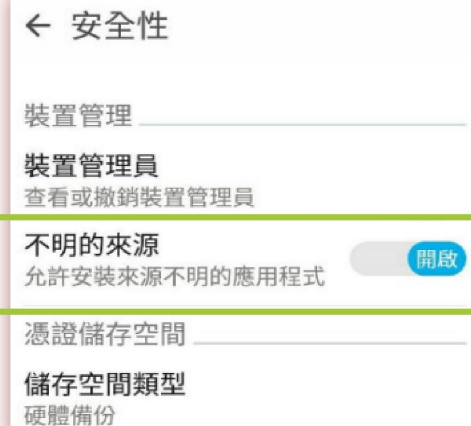 ← 安全性
裝置管理
裝置管理員
查看或撤銷裝置管理員
不明的來源
開啟
允許安裝來源不明的應用程式
憑證儲存空間
儲存空間類型
硬體備份